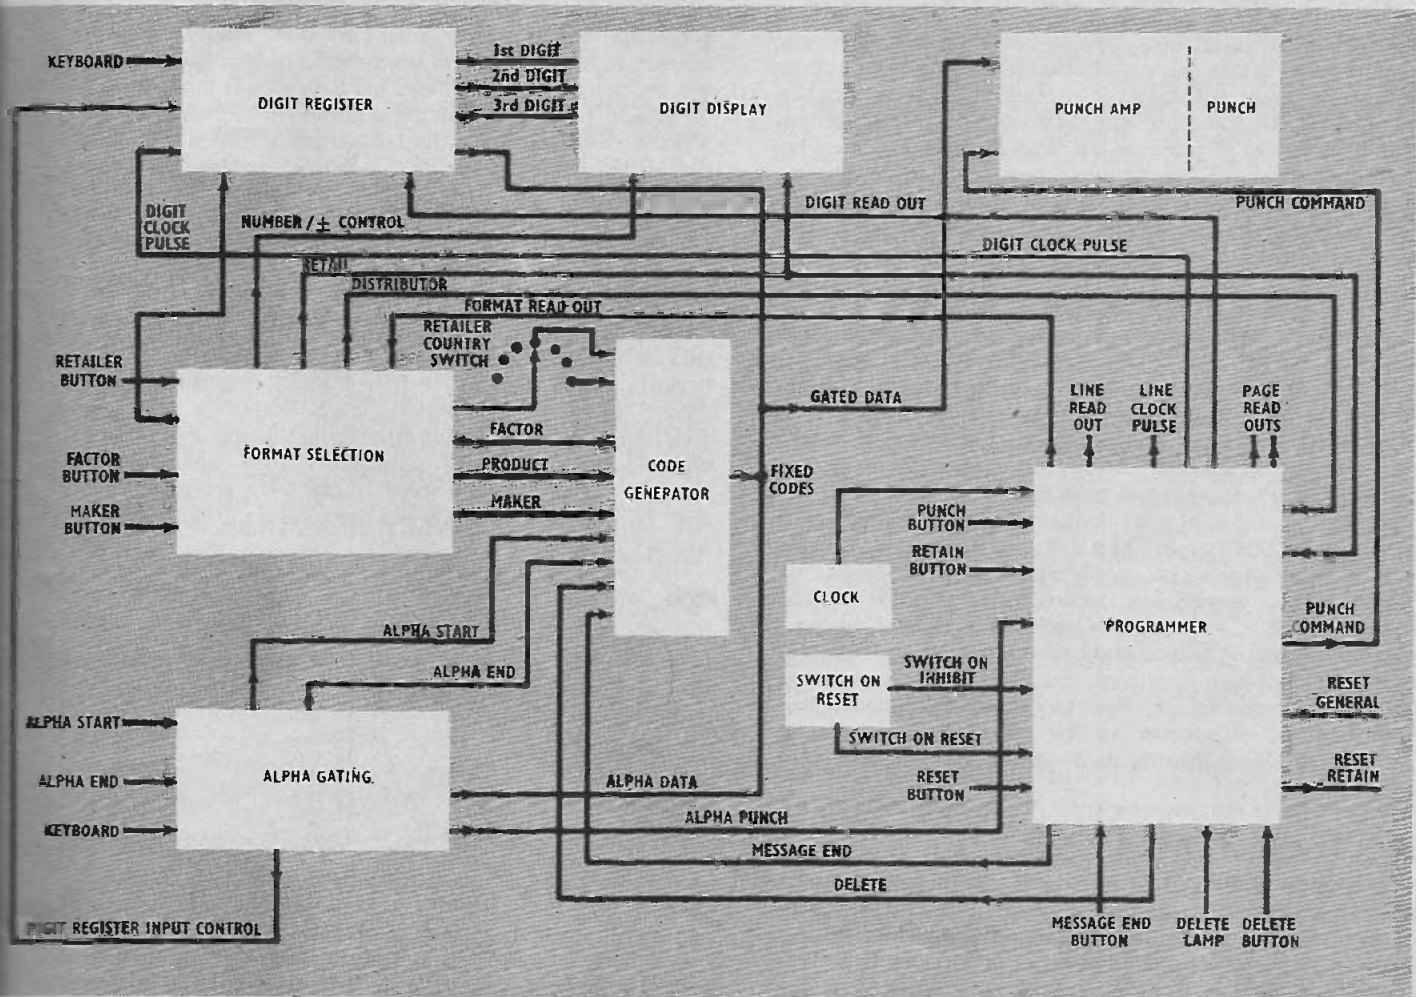 KEYBOARD
DIGIT REGISTER
1st DIGIT
2nd DIGIT
3rd DIGIT
DIGIT DISPLAY
PUNCH AMP
PUNCH
DIGIT
CLOCK
PULSE
NUMBER/± CONTROL
DIGIT READ OUT
PUNCH COMMAND
DIGIT CLOCK PULSE
RETAIL
DISTRIBUTOR
FORMAT READ OUT
RETAILER
COUNTRY
SWITCH
RETAILER
BUTTON
GATED DATA
LINE
READ
OUT
LINE
CLOCK
PULSE
PAGE
READ
OUTS
FORMAT SELECTION
FACTOR
BUTTON
MAKER
BUTTON
FACTOR
PRODUCT
MAKER
CODE
GENERATOR
FIXED
CODES
PUNCH
BUTTON
RETAIN
BUTTON
CLOCK
PROGRAMMER
PUNCH
COMMAND
ALPHA START
ALPHA END
SWITCH ON
RESET
SWITCH ON
INHIBIT
RESET
GENERAL
ALPHA START
ALPHA END
KEYBOARD
ALPHA GATING
SWITCH ON RESET
RESET
BUTTON
RESET
RETAIN
ALPHA DATA
ALPHA PUNCH
MESSAGE END
DELETE
DIGIT REGISTER INPUT CONTROL
MESSAGE END
BUTTON
DELETE
LAMP
DELETE
BUTTON